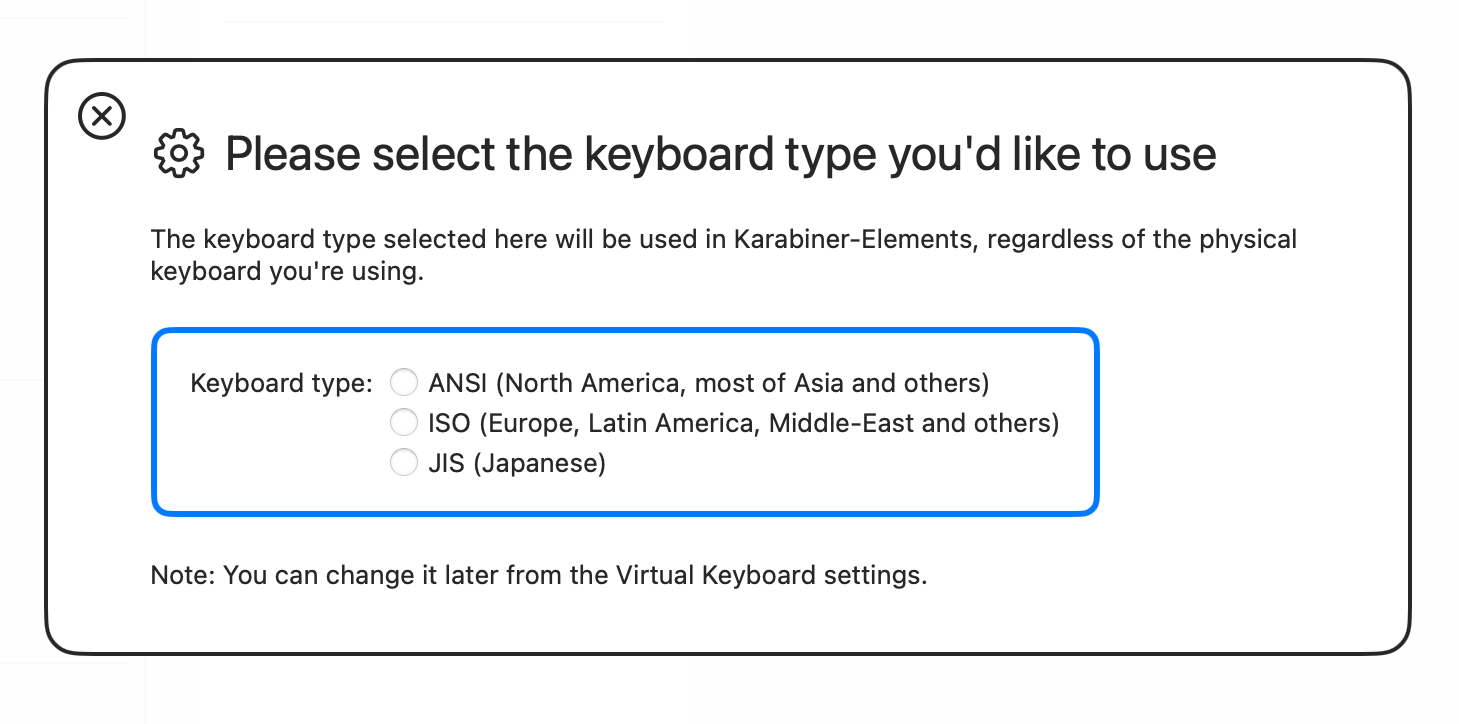 Please select the keyboard type you'd like to use
The keyboard type selected here will be used in Karabiner-Elements, regardless of the physical
keyboard you're using.
Keyboard type: ANSI (North America, most of Asia and others)
ISO (Europe, Latin America, Middle-East and others)
JIS (Japanese)
Note: You can change it later from the Virtual Keyboard settings.